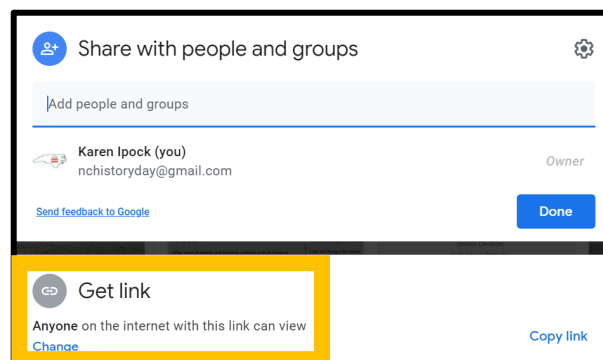 Share with people and groups
Add people and groups
Karen Ipock (you)
nchistoryday@gmail.com
Owner
Send feedback to Google
Done
Get link
Anyone on the internet with this link can view
Change
Copy link